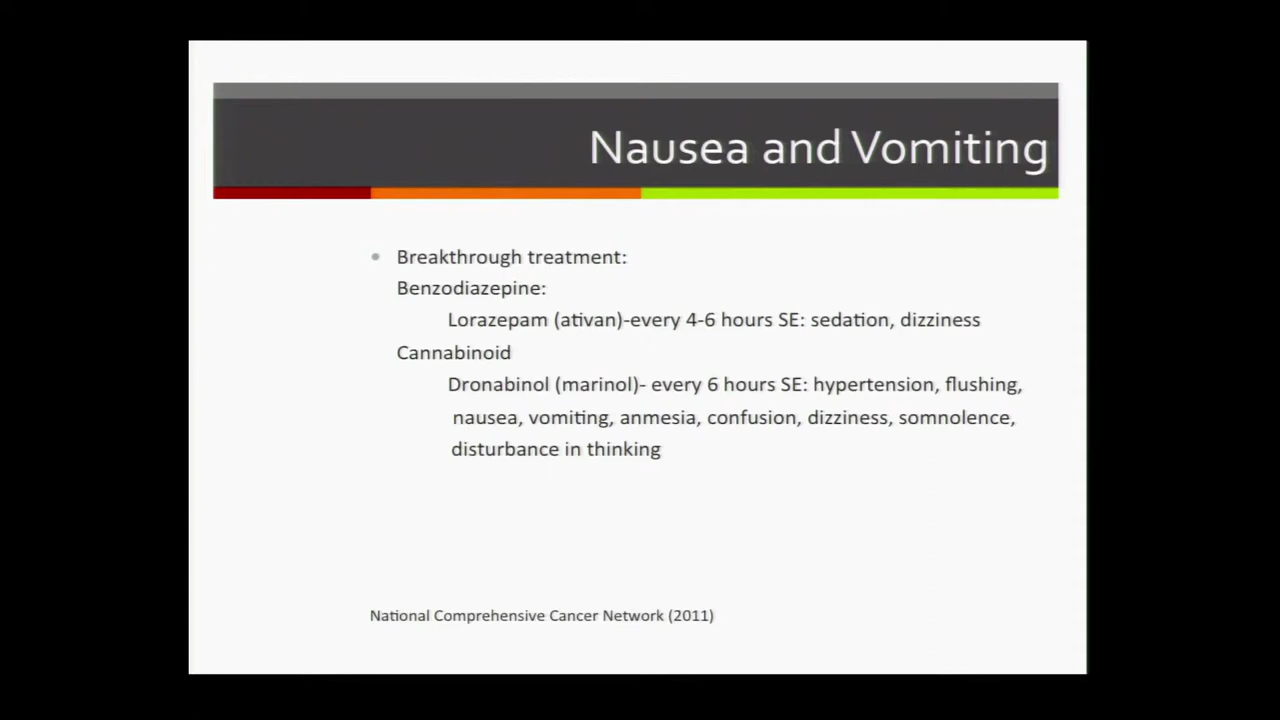 Nausea and Vomiting
• Breakthrough treatment:
Benzodiazepine:
Lorazepam (ativan)-every 4-6 hours SE: sedation, dizziness
Cannabinoid
Dronabinol (marinol)- every 6 hours SE: hypertension, flushing,
nausea, vomiting, anmesia, confusion, dizziness, somnolence,
disturbance in thinking
National Comprehensive Cancer Network (2011)